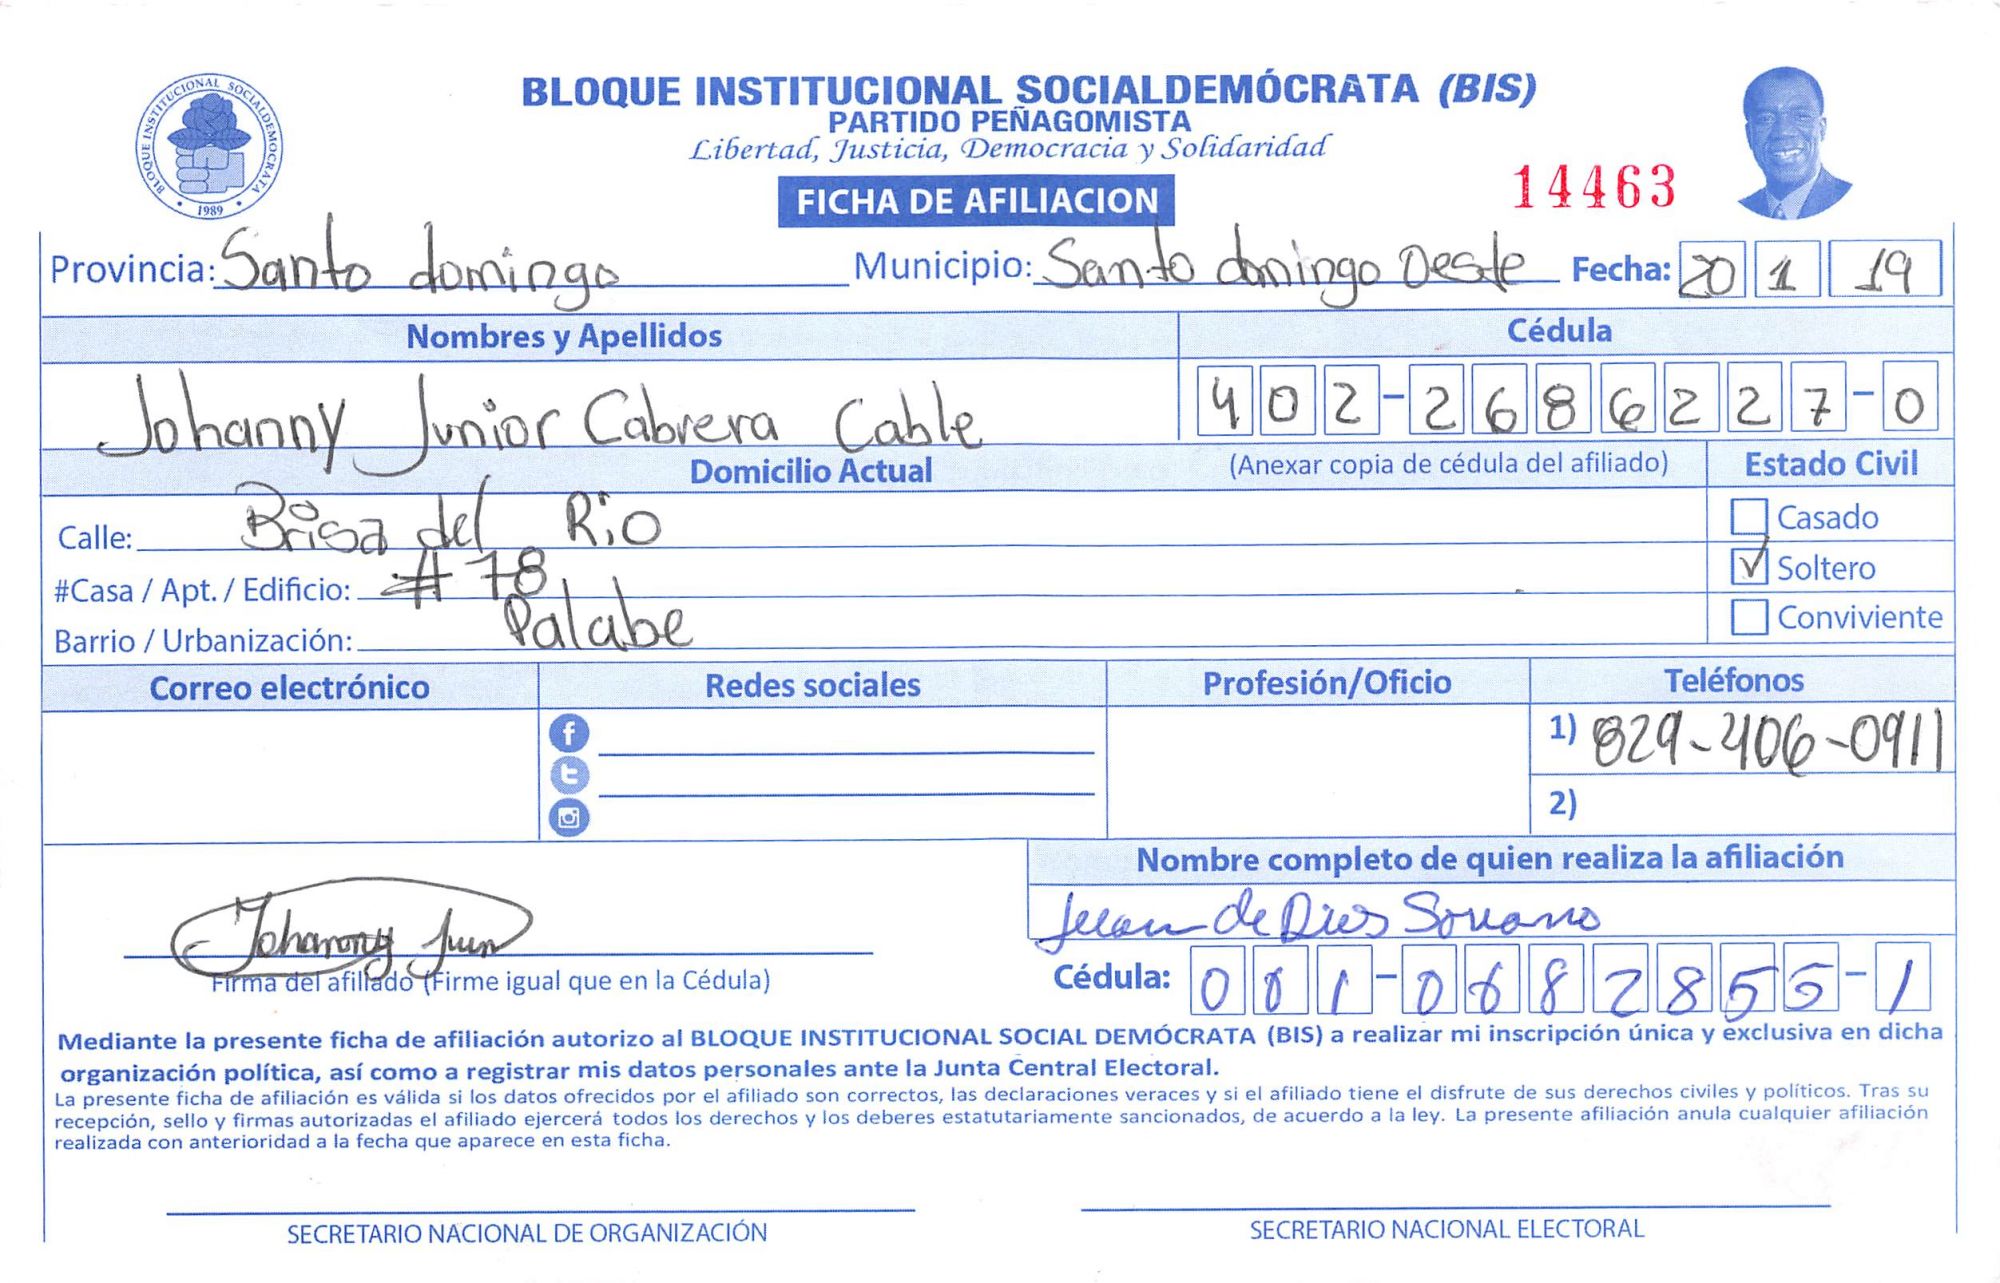 BLOQUE INSTITUCIONAL SOCIALDEMOCRATA
1989
BLOQUE INSTITUCIONAL SOCIALDEMÓCRATA (BIS)
PARTIDO PEÑAGOMISTA
Libertad, Justicia, Democracia y Solidaridad
FICHA DE AFILIACION
14463
Provincia: Santo domingo Municipio: Santo domingo Oeste Fecha: 20 1 19
Nombres y Apellidos Cédula
Johanny Junior Cabrera Cable 402-2686227-0
Domicilio Actual (Anexar copia de cédula del afiliado) Estado Civil
Calle: Brisa del Rio Casado
#Casa / Apt. / Edificio: #78 Soltero
Barrio / Urbanización: Palabe Conviviente
Correo electrónico Redes sociales Profesión/Oficio Teléfonos
1) 829-406-0911
2)
Nombre completo de quien realiza la afiliación
Juan de Dios Soriano
Johanny Jun
Firma del afiliado (Firme igual que en la Cédula) Cédula: 001-0682855-1
Mediante la presente ficha de afiliación autorizo al BLOQUE INSTITUCIONAL SOCIAL DEMÓCRATA (BIS) a realizar mi inscripción única y exclusiva en dicha
organización política, así como a registrar mis datos personales ante la Junta Central Electoral.
La presente ficha de afiliación es válida si los datos ofrecidos por el afiliado son correctos, las declaraciones veraces y si el afiliado tiene el disfrute de sus derechos civiles y políticos. Tras su
recepción, sello y firmas autorizadas el afiliado ejercerá todos los derechos y los deberes estatutariamente sancionados, de acuerdo a la ley. La presente afiliación anula cualquier afiliación
realizada con anterioridad a la fecha que aparece en esta ficha.
SECRETARIO NACIONAL DE ORGANIZACIÓN SECRETARIO NACIONAL ELECTORAL